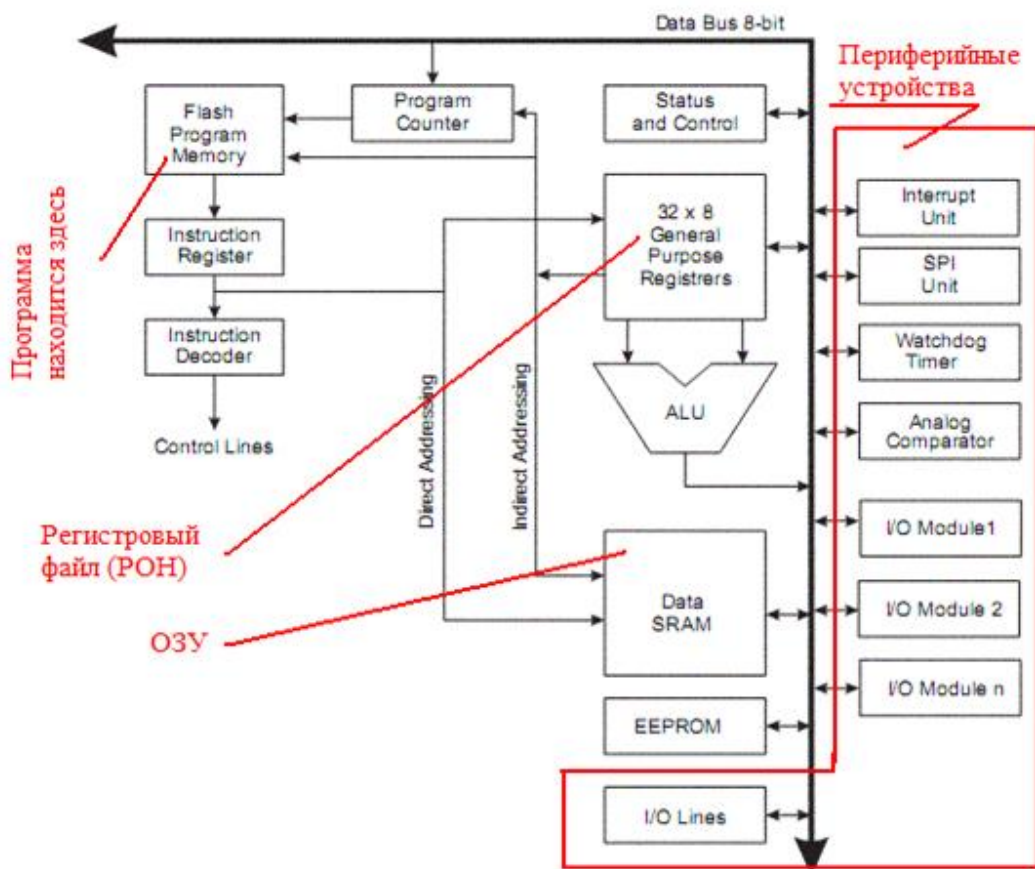 Data Bus 8-bit
Периферийные
устройства
Flash
Program
Memory
Program
Counter
Status
and Control
Программа
находится здесь
Instruction
Register
32 x 8
General
Purpose
Registrers
Interrupt
Unit
SPI
Unit
Instruction
Decoder
Watchdog
Timer
Control Lines
Direct Addressing
Indirect Addressing
ALU
Analog
Comparator
Регистровый
файл (РОН)
I/O Module1
ОЗУ
Data
SRAM
I/O Module 2
I/O Module n
EEPROM
I/O Lines